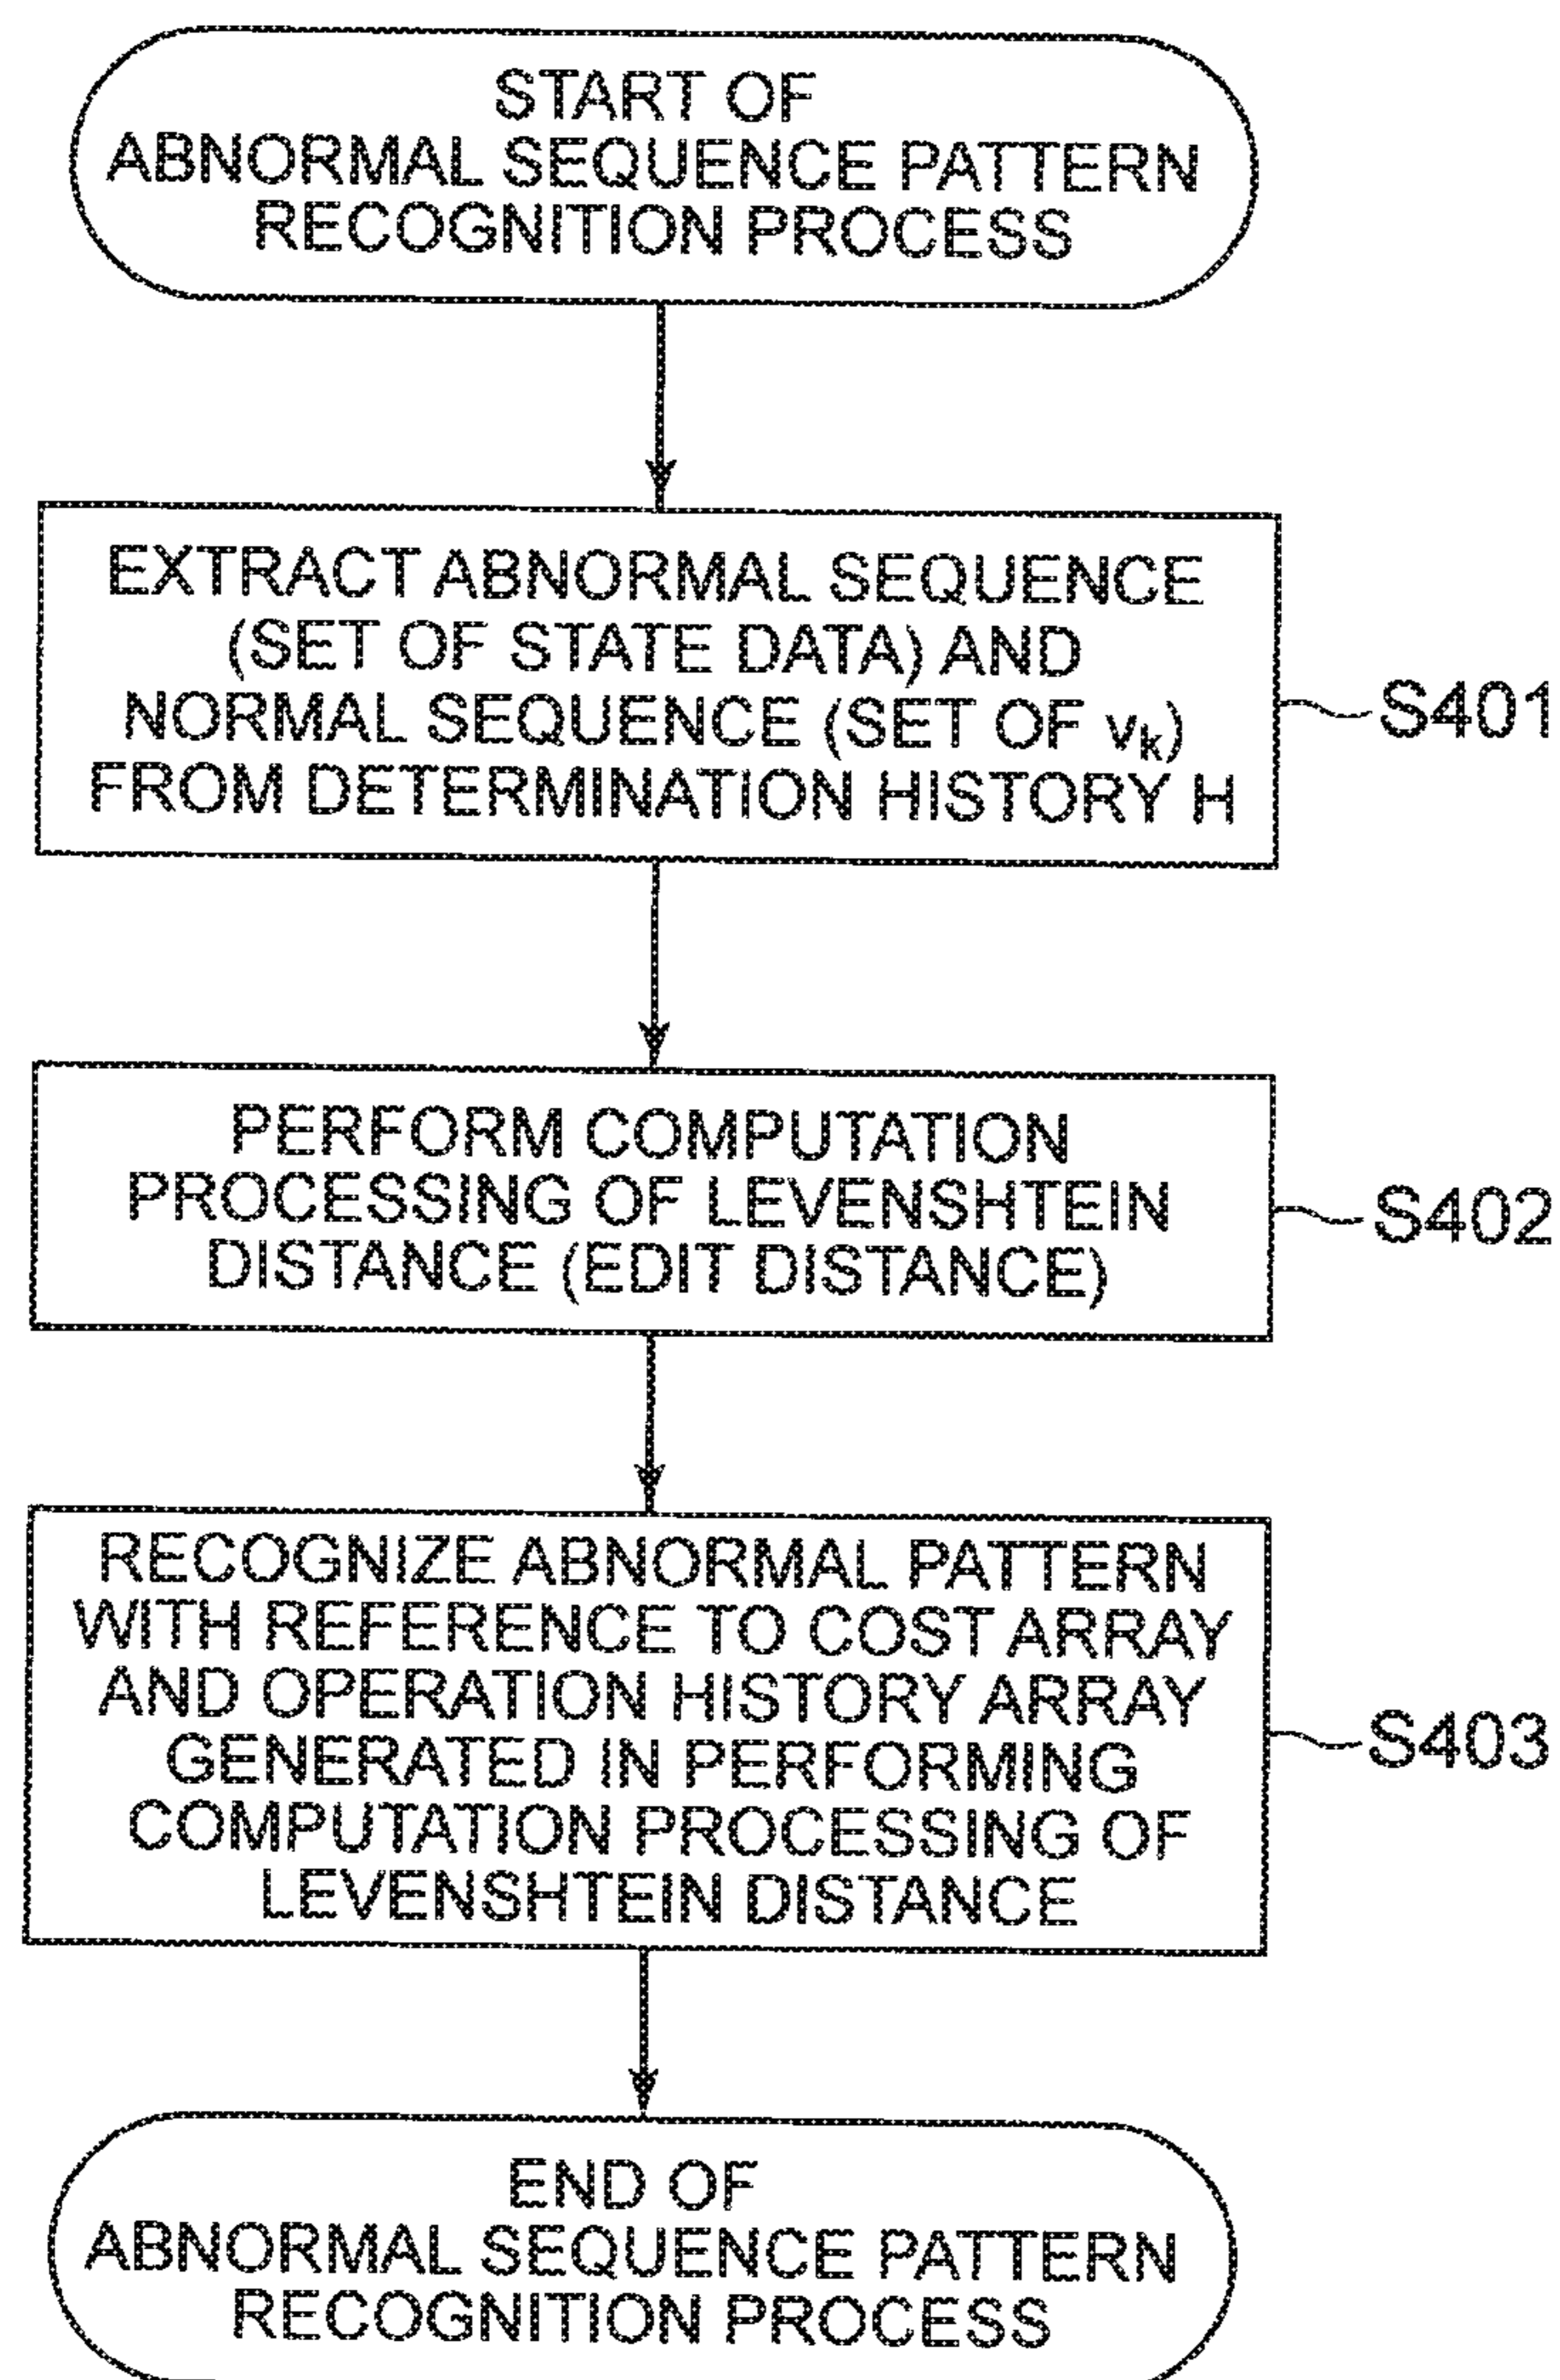 START OF
ABNORMAL SEQUENCE PATTERN
RECOGNITION PROCESS
EXTRACT ABNORMAL SEQUENCE
(SET OF STATE DATA) AND
NORMAL SEQUENCE (SET OF vk)
FROM DETERMINATION HISTORY H
S401
PERFORM COMPUTATION
PROCESSING OF LEVENSHTEIN
DISTANCE (EDIT DISTANCE)
S402
RECOGNIZE ABNORMAL PATTERN
WITH REFERENCE TO COST ARRAY
AND OPERATION HISTORY ARRAY
GENERATED IN PERFORMING
COMPUTATION PROCESSING OF
LEVENSHTEIN DISTANCE
S403
END OF
ABNORMAL SEQUENCE PATTERN
RECOGNITION PROCESS